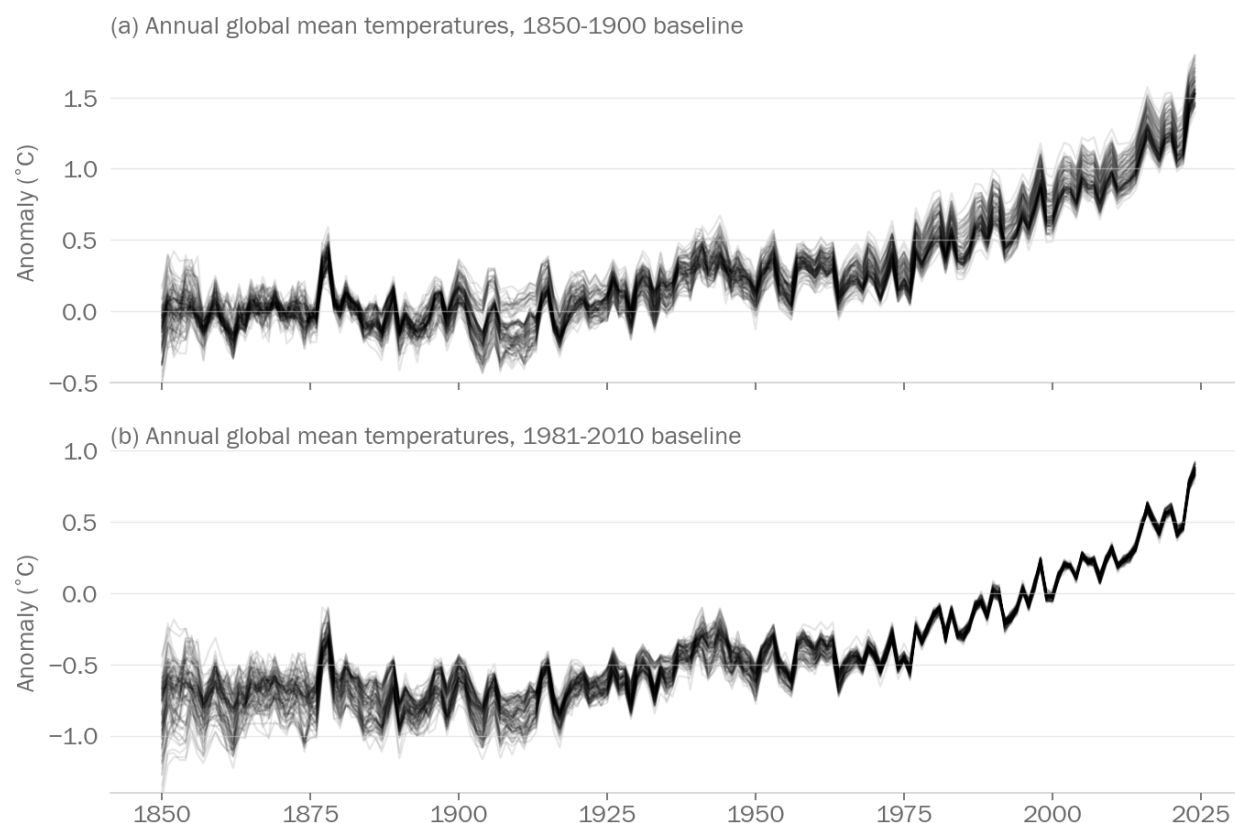 (a) Annual global mean temperatures, 1850-1900 baseline
Anomaly (°C)
1.5
1.0
0.5
0.0
−0.5
(b) Annual global mean temperatures, 1981-2010 baseline
Anomaly (°C)
1.0
0.5
0.0
−0.5
−1.0
1850 1875 1900 1925 1950 1975 2000 2025